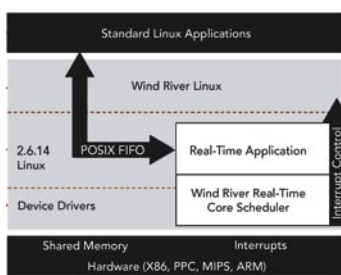 Standard Linux Applications
Wind River Linux
2.6.14
Linux
POSIX FIFO
Real-Time Application
Wind River Real-Time
Core Scheduler
Device Drivers
Interrupt Control
Shared Memory Interrupts
Hardware (X86, PPC, MIPS, ARM)